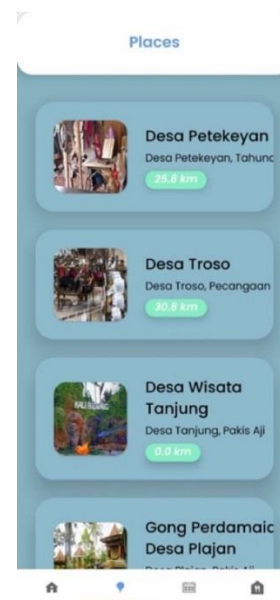 Places
Desa Petekeyan
Desa Petekeyan, Tahunc
25.8 km
Desa Troso
Desa Troso, Pecangaan
30.8 km
Desa Wisata
Tanjung
Desa Tanjung, Pakis Aji
0.0 km
Gong Perdamaic
Desa Plajan